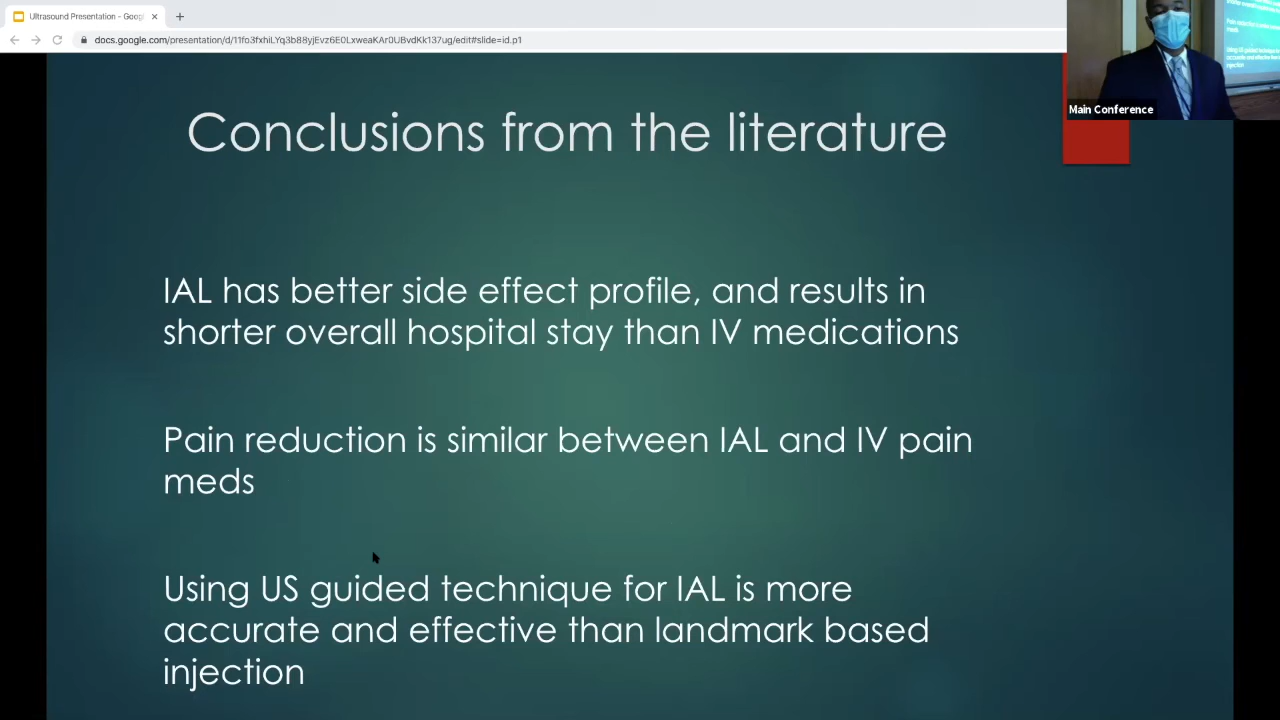 Ultrasound Presentation - Googl
docs.google.com/presentation/d/11fo3fxhiLYq3b88yjEvz6E0LxweaKAr0UBvdKk137ug/edit#slide=id.p1
Main Conference
Conclusions from the literature
IAL has better side effect profile, and results in
shorter overall hospital stay than IV medications
Pain reduction is similar between IAL and IV pain
meds
Using US guided technique for IAL is more
accurate and effective than landmark based
injection